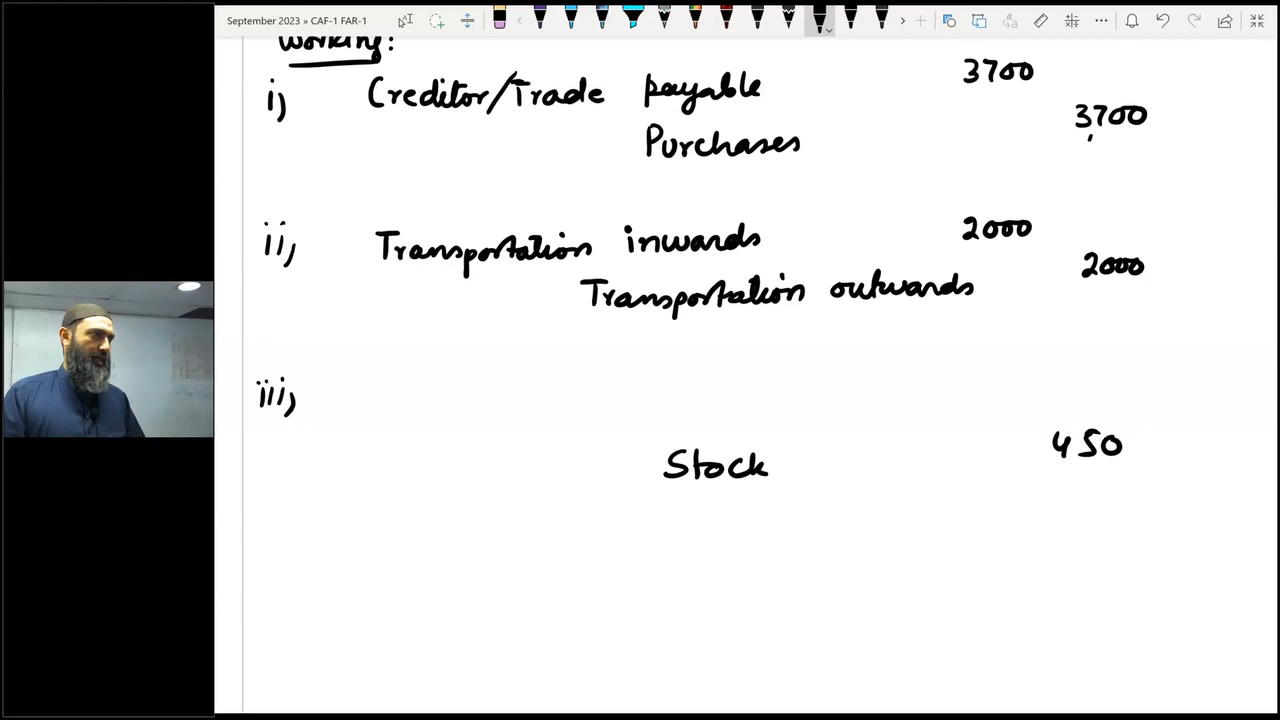 September 2023 » CAF-1 FAR-1
Working:
i) Creditor/Trade payable 3700
Purchases 3700
ii) Transportation inwards 2000
Transportation outwards 2000
iii)
Stock 450